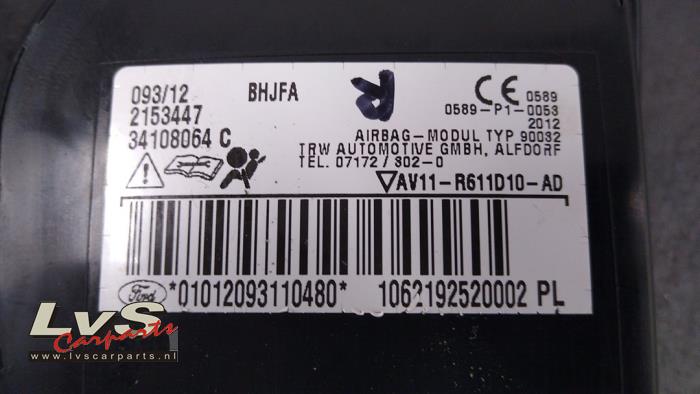 093/12 BHJFA R
2153447
34108064 C
CE 0589
0589-P1-0053
2012
AIRBAG-MODUL TYP 90032
TRW AUTOMOTIVE GMBH, ALFDORF
TEL. 07172/302-0
▽AV11-R611D10-AD
Ford *01012093110480* 1062192520002 PL
LvS
Carparts
www.lvscarparts.nl